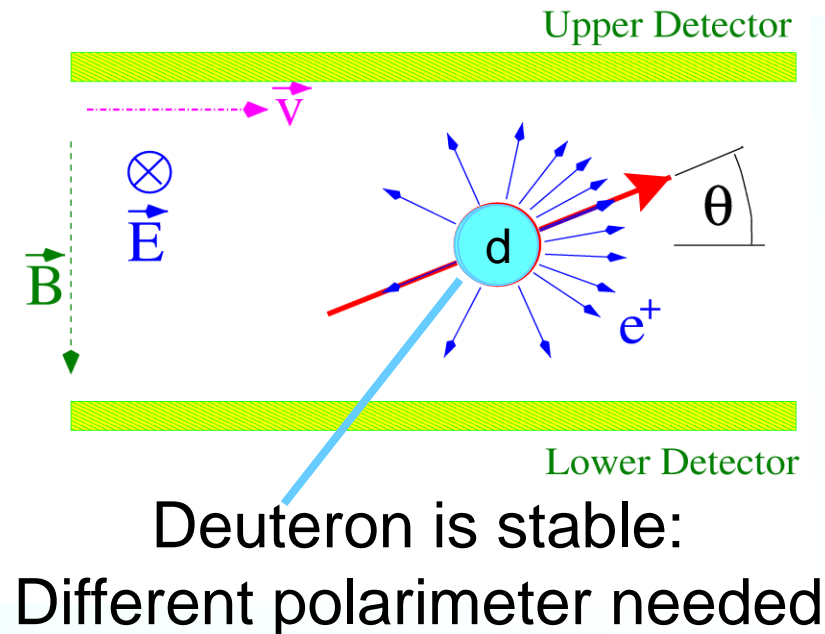 Upper Detector
v
E
B
d
θ
e+
Lower Detector
Deuteron is stable:
Different polarimeter needed